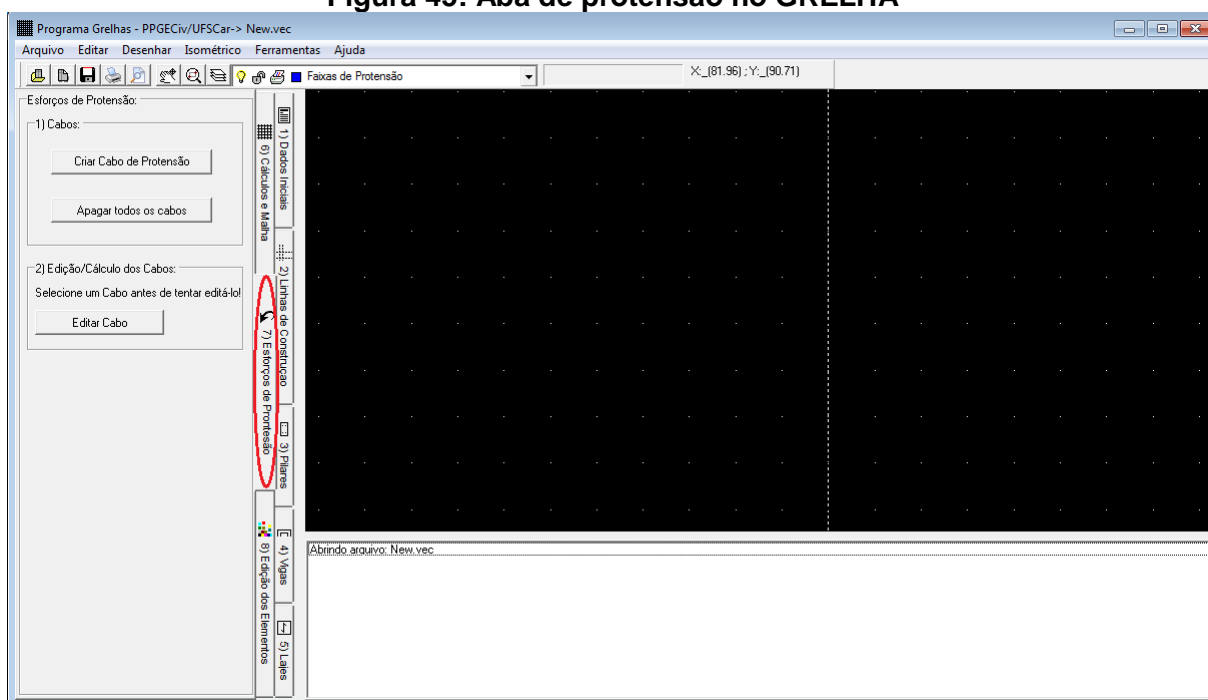 Figura 45: Aba de protensão no GRELHA
Programa Grelhas - PPGECiv/UFSCar-> New.vec
Arquivo Editar Desenhar Isométrico Ferramentas Ajuda
Faixas de Protensão
X:_(81.96) ; Y:_(90.71)
Esforços de Protensão:
1) Cabos:
Criar Cabo de Protensão
Apagar todos os cabos
2) Edição/Cálculo dos Cabos:
Selecione um Cabo antes de tentar editá-lo!
Editar Cabo
6) Cálculos e Malha
7) Esforços de Prontesão
8) Edição dos Elementos
1) Dados Iniciais
2) Linhas de Construçao
3) Pilares
4) Vigas
5) Lajes
Abrindo arquivo: New.vec